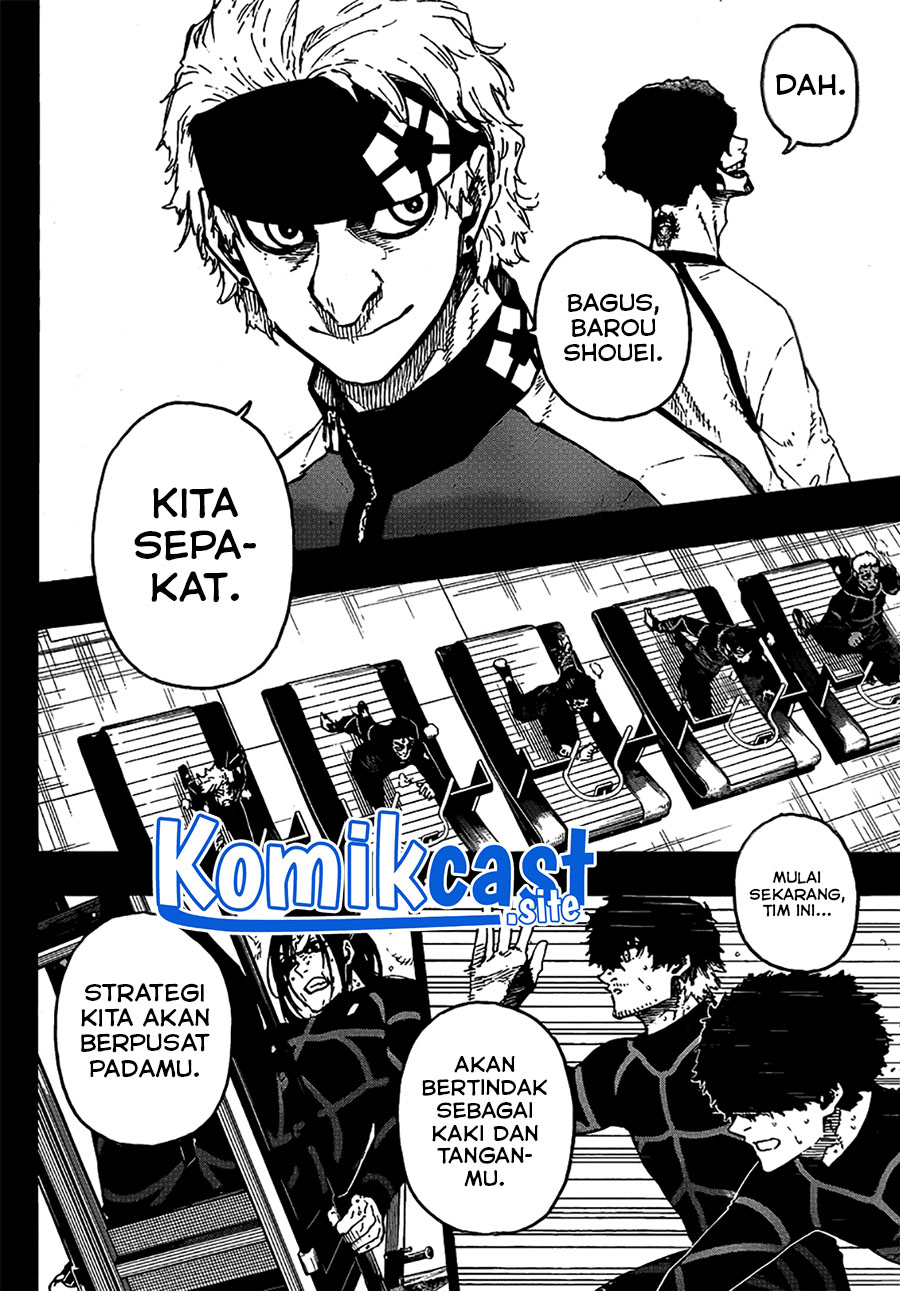 DAH.
BAGUS,
BAROU
SHOUEI.
KITA
SEPA-
KAT.
Komikcast
.site
MULAI
SEKARANG,
TIM INI...
AKAN
BERTINDAK
SEBAGAI
KAKI DAN
TANGAN-
MU.
STRATEGI
KITA AKAN
BERPUSAT
PADAMU.